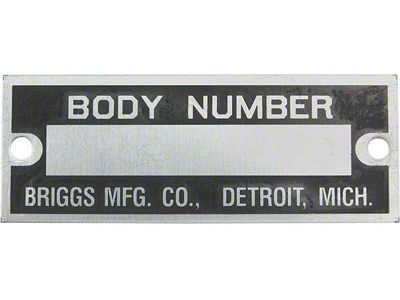 BODY NUMBER
BRIGGS MFG. CO., DETROIT, MICH.